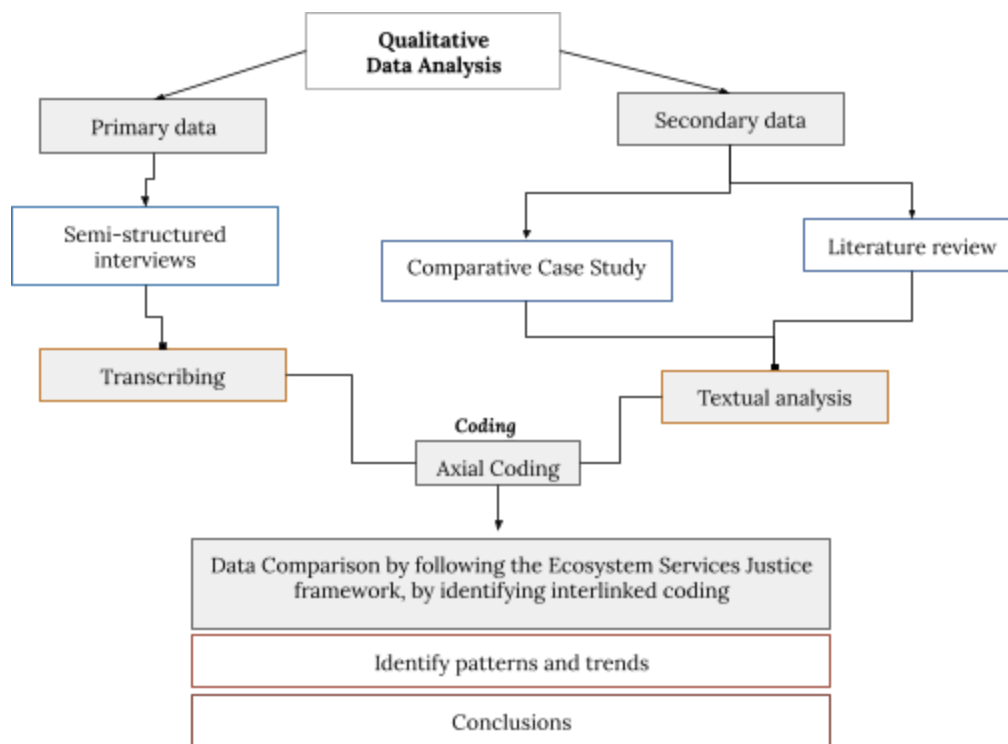 Qualitative
Data Analysis
Primary data
Secondary data
Semi-structured
interviews
Comparative Case Study
Literature review
Transcribing
Textual analysis
Coding
Axial Coding
Data Comparison by following the Ecosystem Services Justice
framework, by identifying interlinked coding
Identify patterns and trends
Conclusions